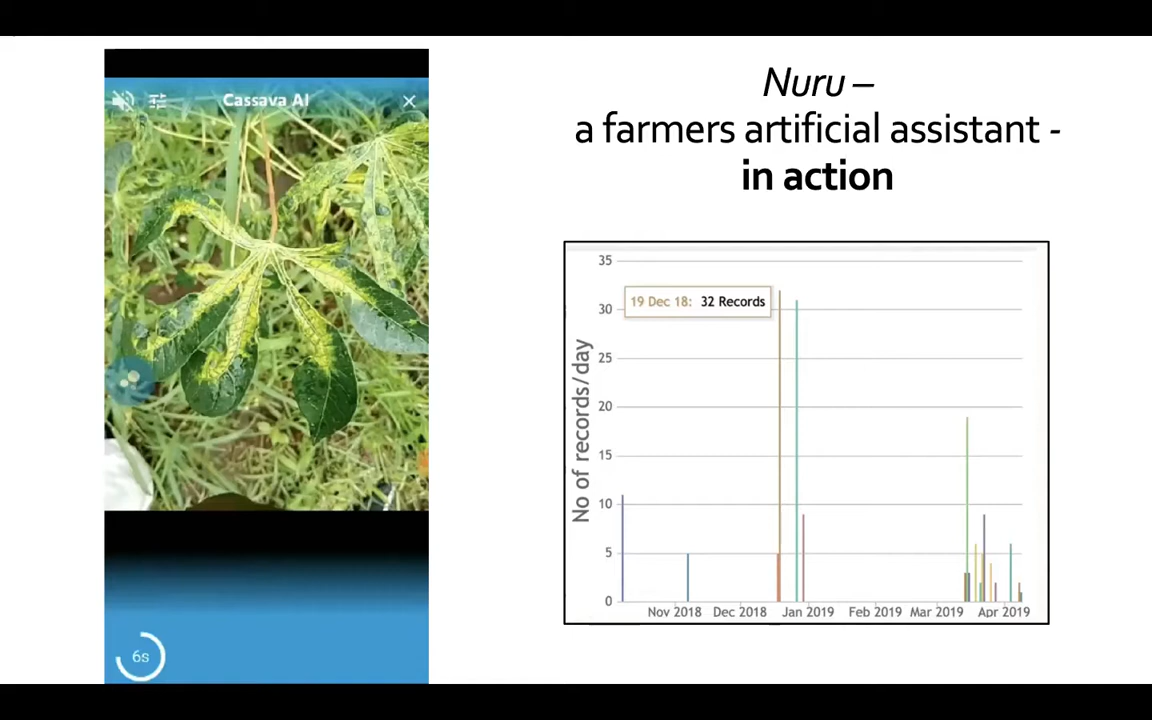 Cassava AI
6s
Nuru –
a farmers artificial assistant -
in action
35
19 Dec 18: 32 Records
30
25
20
15
10
5
0
No of records/day
Nov 2018 Dec 2018 Jan 2019 Feb 2019 Mar 2019 Apr 2019